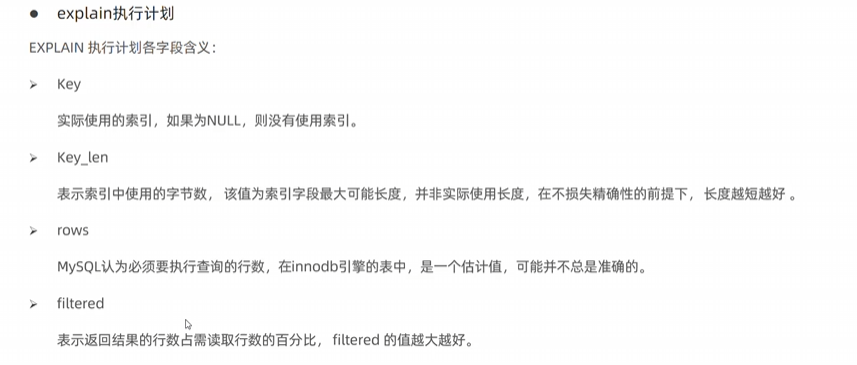 ● explain执行计划
EXPLAIN 执行计划各字段含义：
➢ Key
实际使用的索引，如果为NULL，则没有使用索引。
➢ Key_len
表示索引中使用的字节数， 该值为索引字段最大可能长度，并非实际使用长度，在不损失精确性的前提下， 长度越短越好 。
➢ rows
MySQL认为必须要执行查询的行数，在innodb引擎的表中，是一个估计值，可能并不总是准确的。
➢ filtered
表示返回结果的行数占需读取行数的百分比， filtered 的值越大越好。